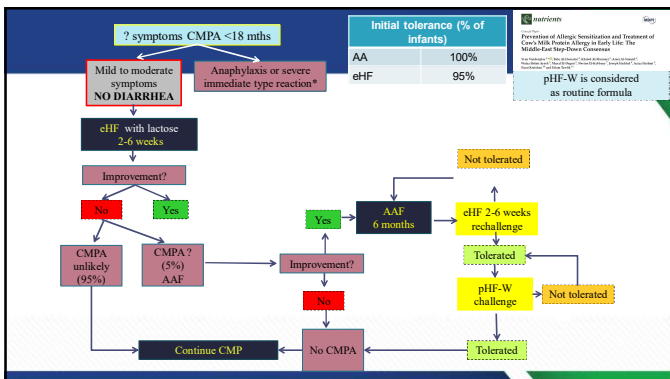 ? symptoms CMPA <18 mths
Initial tolerance (% of
infants)
AA 100%
eHF 95%
nutrients
MDPI
Prevention of Allergic Sensitization and Treatment of
Cow's Milk Protein Allergy in Early Life: The
Middle-East Step-Down Consensus
pHF-W is considered
as routine formula
Mild to moderate
symptoms
NO DIARRHEA
Anaphylaxis or severe
immediate type reaction*
eHF with lactose
2-6 weeks
Improvement?
No
Yes
CMPA
unlikely
(95%)
CMPA ?
(5%)
AAF
Improvement?
Yes
No
AAF
6 months
Not tolerated
eHF 2-6 weeks
rechallenge
Tolerated
pHF-W
challenge
Not tolerated
Tolerated
No CMPA
Continue CMP